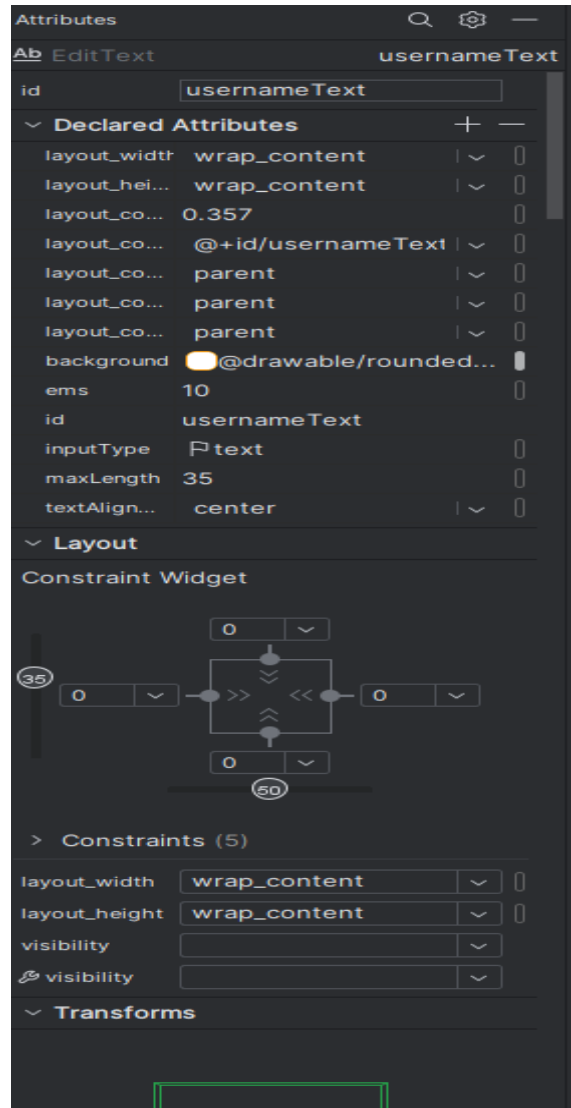 Attributes
Ab EditText usernameText
id usernameText
Declared Attributes
layout_width wrap_content
layout_hei... wrap_content
layout_co... 0.357
layout_co... @+id/usernameText
layout_co... parent
layout_co... parent
layout_co... parent
background @drawable/rounded...
ems 10
id usernameText
inputType text
maxLength 35
textAlign... center
Layout
Constraint Widget
0
35
0 >> << 0
0
50
> Constraints (5)
layout_width wrap_content
layout_height wrap_content
visibility
visibility
Transforms